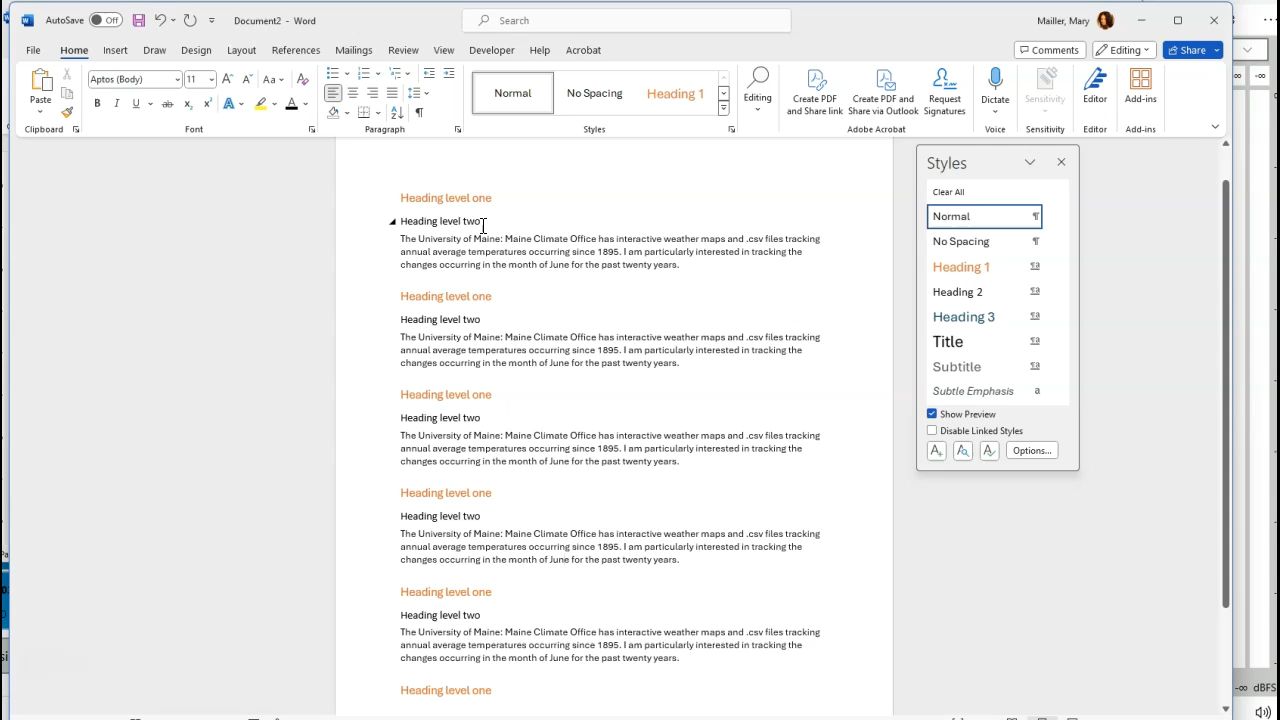 AutoSave Off Document2 - Word Search Mailler, Mary
File Home Insert Draw Design Layout References Mailings Review View Developer Help Acrobat Comments Editing Share
Paste
Aptos (Body) 11
Normal No Spacing Heading 1
Editing
Create PDF and Share link
Create PDF and Share via Outlook
Request Signatures
Dictate
Sensitivity
Editor
Add-ins
Clipboard Font Paragraph Styles Adobe Acrobat Voice Sensitivity Editor Add-ins
Heading level one
Heading level two
The University of Maine: Maine Climate Office has interactive weather maps and .csv files tracking
annual average temperatures occurring since 1895. I am particularly interested in tracking the
changes occurring in the month of June for the past twenty years.
Heading level one
Heading level two
The University of Maine: Maine Climate Office has interactive weather maps and .csv files tracking
annual average temperatures occurring since 1895. I am particularly interested in tracking the
changes occurring in the month of June for the past twenty years.
Heading level one
Heading level two
The University of Maine: Maine Climate Office has interactive weather maps and .csv files tracking
annual average temperatures occurring since 1895. I am particularly interested in tracking the
changes occurring in the month of June for the past twenty years.
Heading level one
Heading level two
The University of Maine: Maine Climate Office has interactive weather maps and .csv files tracking
annual average temperatures occurring since 1895. I am particularly interested in tracking the
changes occurring in the month of June for the past twenty years.
Heading level one
Heading level two
The University of Maine: Maine Climate Office has interactive weather maps and .csv files tracking
annual average temperatures occurring since 1895. I am particularly interested in tracking the
changes occurring in the month of June for the past twenty years.
Heading level one
Styles
Clear All
Normal
No Spacing
Heading 1
Heading 2
Heading 3
Title
Subtitle
Subtle Emphasis a
Show Preview
Disable Linked Styles
Options...
-∞ -∞
-∞ dBFS